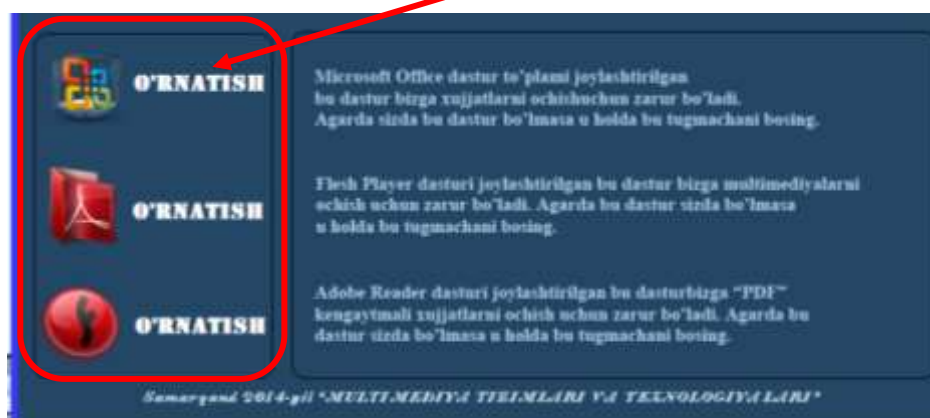 O'RNATISH
Microsoft Office dastur to'plami joylashtirilgan
bu dastur bizga xujjatlarni ochishuchun zarur bo'ladi.
Agarda sizda bu dastur bo'lmasa u holda bu tugmachani bosing.
O'RNATISH
Flesh Player dasturi joylashtirilgan bu dastur bizga multimediyalarni
ochish uchun zarur bo'ladi. Agarda bu dastur sizda bo'lmasa
u holda bu tugmachani bosing.
O'RNATISH
Adobe Reader dasturi joylashtirilgan bu dasturbizga "PDF"
kengaytmali xujjatlarni ochish uchun zarur bo'ladi. Agarda bu
dastur sizda bo'lmasa u holda bu tugmachani bosing.
Samarqand 2014-yil "MULTIMEDIYA TIZIMLARI VA TEXNOLOGIYALARI"